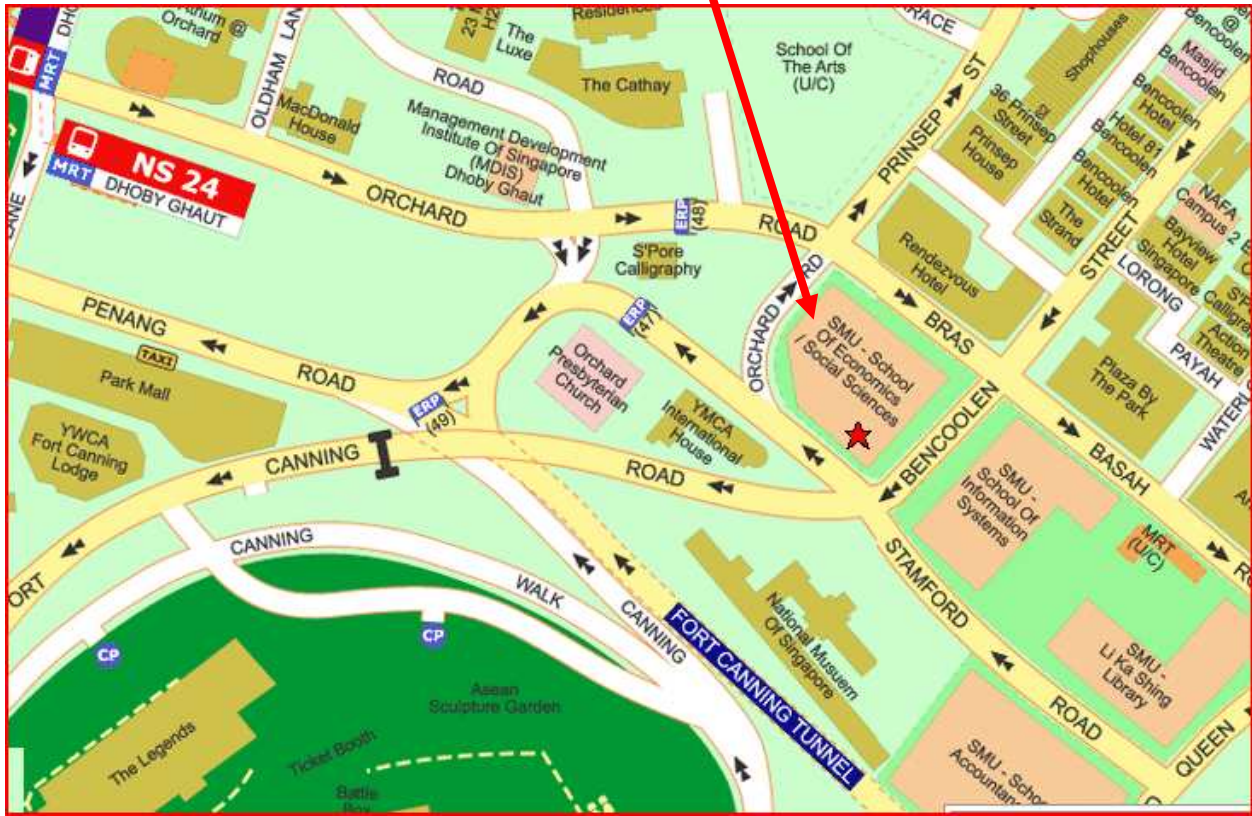 Orchard
OLDHAM LAN
The
Luxe
Residences
The Cathay
School Of
The Arts
(U/C)
PRINSEP ST
36 Prinsep
Street
Prinsep
House
Shophouses
Bencoolen
Masjid
Bencoolen
Bencoolen
Hotel
Hotel 81
Bencoolen
Bencoolen
Hotel
The
Strand
NAFA
Campus 2
Bayview
Hotel
Singapore
MRT
MacDonald
House
ROAD
Management Development
Institute Of Singapore
(MDIS)
Dhoby Ghaut
NS 24
MRT
DHOBY GHAUT
ORCHARD
ERP
(48)
ROAD
S'Pore
Calligraphy
Rendezvous
Hotel
STREET
LORONG
PAYAH
Action
Theatre
PENANG
TAXI
Park Mall
ROAD
ERP
(47)
Orchard
Presbyterian
Church
ORCHARD RD
SMU - School
Of Economics
/ Social Sciences
BRAS
Plaza By
The Park
YWCA
Fort Canning
Lodge
ERP
(49)
YMCA
International
House
BENCOOLEN
BASAH
CANNING
ROAD
SMU -
School Of
Information
Systems
MRT
(U/C)
STAMFORD
CANNING
WALK
CANNING
FORT CANNING TUNNEL
National Musuem
Of Singapore
SMU -
Li Ka Shing
Library
CP
CP
Asean
Sculpture Garden
ROAD
QUEEN
The Legends
Ticket Booth
Battle
Box
SMU - Schoo
Accountan